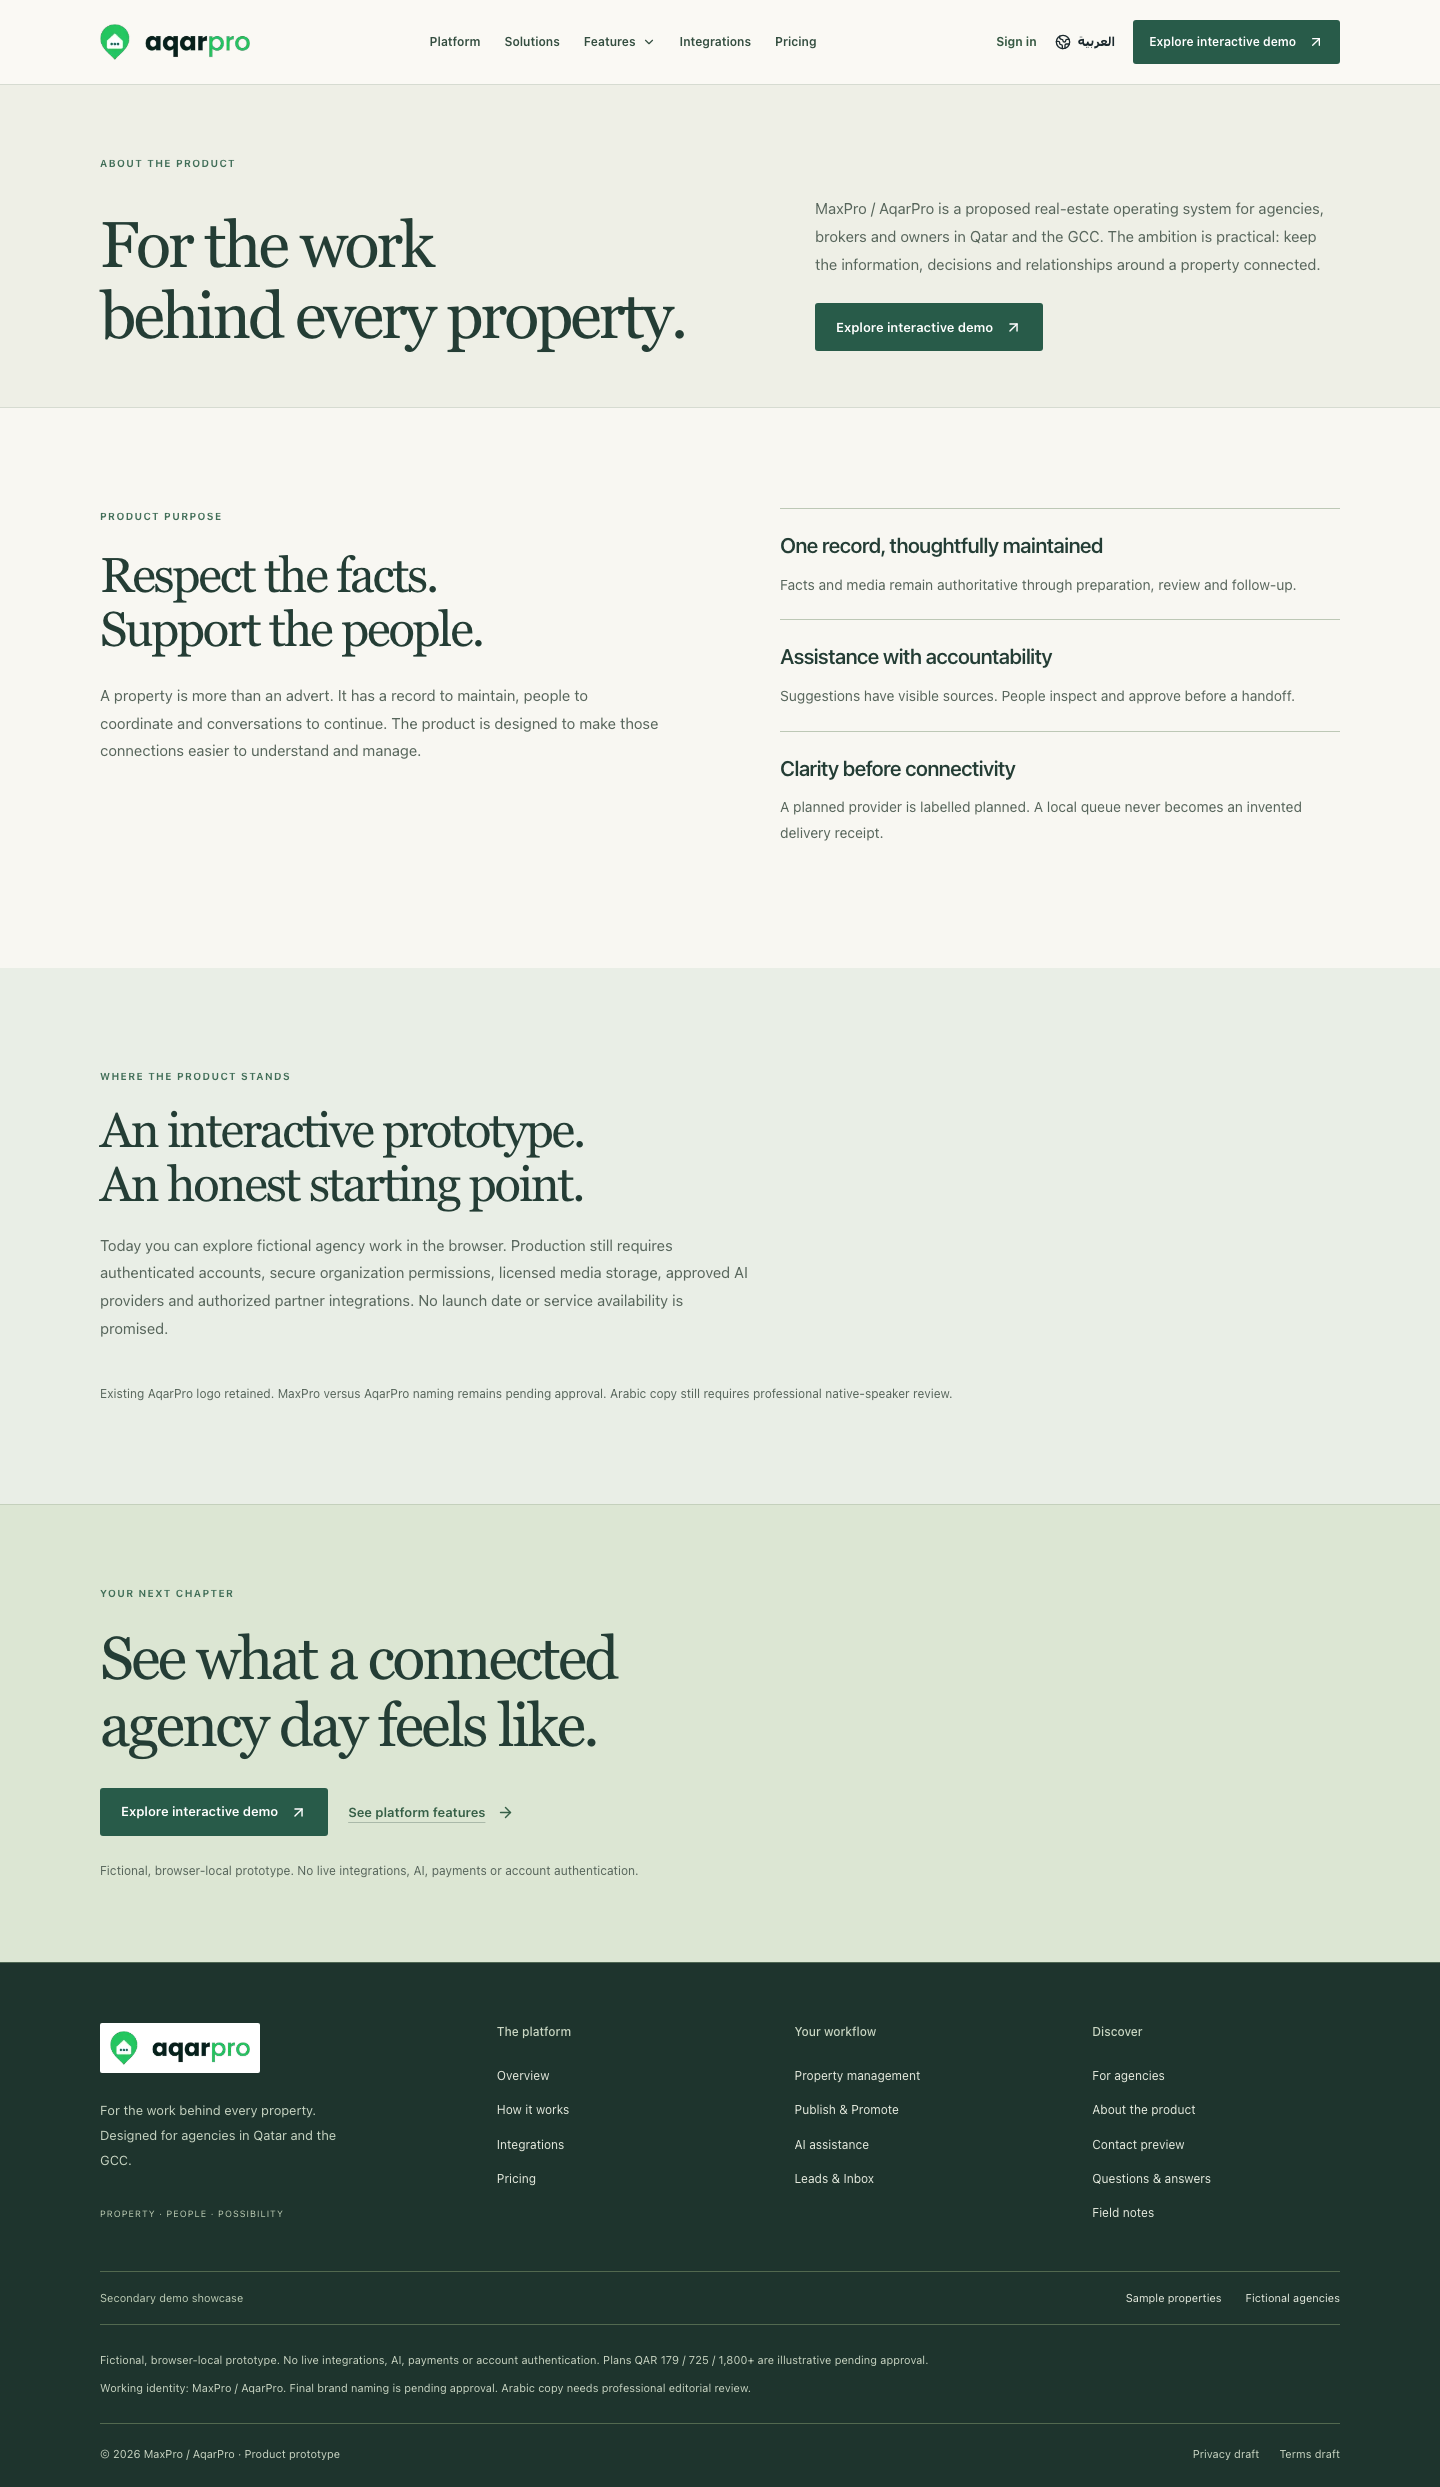 aqarpro
Platform
Solutions
Features
Integrations
Pricing
Sign in
العربية
Explore interactive demo
ABOUT THE PRODUCT
For the work
behind every property.
MaxPro / AqarPro is a proposed real-estate operating system for agencies,
brokers and owners in Qatar and the GCC. The ambition is practical: keep
the information, decisions and relationships around a property connected.
Explore interactive demo
PRODUCT PURPOSE
Respect the facts.
Support the people.
A property is more than an advert. It has a record to maintain, people to
coordinate and conversations to continue. The product is designed to make those
connections easier to understand and manage.
One record, thoughtfully maintained
Facts and media remain authoritative through preparation, review and follow-up.
Assistance with accountability
Suggestions have visible sources. People inspect and approve before a handoff.
Clarity before connectivity
A planned provider is labelled planned. A local queue never becomes an invented
delivery receipt.
WHERE THE PRODUCT STANDS
An interactive prototype.
An honest starting point.
Today you can explore fictional agency work in the browser. Production still requires
authenticated accounts, secure organization permissions, licensed media storage, approved AI
providers and authorized partner integrations. No launch date or service availability is
promised.
Existing AqarPro logo retained. MaxPro versus AqarPro naming remains pending approval. Arabic copy still requires professional native-speaker review.
YOUR NEXT CHAPTER
See what a connected
agency day feels like.
Explore interactive demo
See platform features
Fictional, browser-local prototype. No live integrations, AI, payments or account authentication.
aqarpro
For the work behind every property.
Designed for agencies in Qatar and the
GCC.
PROPERTY · PEOPLE · POSSIBILITY
The platform
Overview
How it works
Integrations
Pricing
Your workflow
Property management
Publish & Promote
AI assistance
Leads & Inbox
Discover
For agencies
About the product
Contact preview
Questions & answers
Field notes
Secondary demo showcase
Sample properties
Fictional agencies
Fictional, browser-local prototype. No live integrations, AI, payments or account authentication. Plans QAR 179 / 725 / 1,800+ are illustrative pending approval.
Working identity: MaxPro / AqarPro. Final brand naming is pending approval. Arabic copy needs professional editorial review.
© 2026 MaxPro / AqarPro · Product prototype
Privacy draft
Terms draft